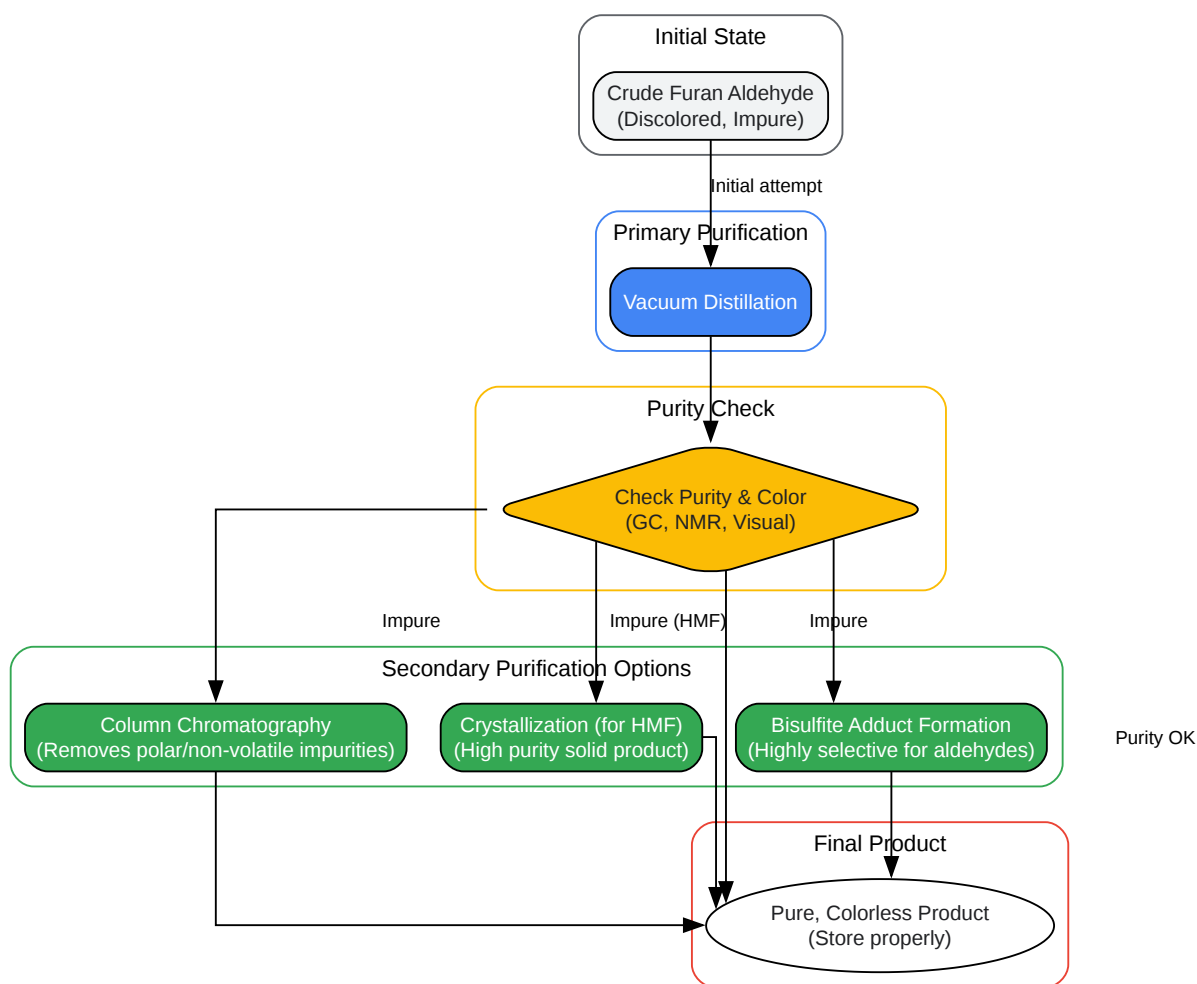 Initial State
Crude Furan Aldehyde
(Discolored, Impure)
Initial attempt
Primary Purification
Vacuum Distillation
Purity Check
Check Purity & Color
(GC, NMR, Visual)
Impure
Impure (HMF)
Impure
Secondary Purification Options
Column Chromatography
(Removes polar/non-volatile impurities)
Crystallization (for HMF)
(High purity solid product)
Bisulfite Adduct Formation
(Highly selective for aldehydes)
Purity OK
Final Product
Pure, Colorless Product
(Store properly)